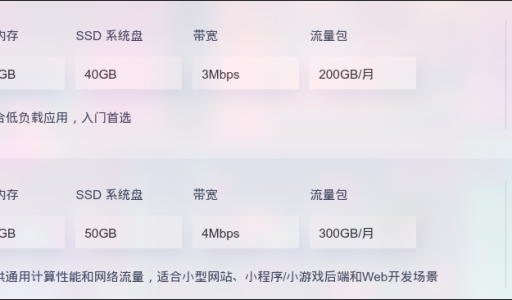 内存 SSD 系统盘 带宽 流量包
GB 40GB 3Mbps 200GB/月
合低负载应用，入门首选
内存 SSD 系统盘 带宽 流量包
GB 50GB 4Mbps 300GB/月
供通用计算性能和网络流量，适合小型网站、小程序/小游戏后端和Web开发场景